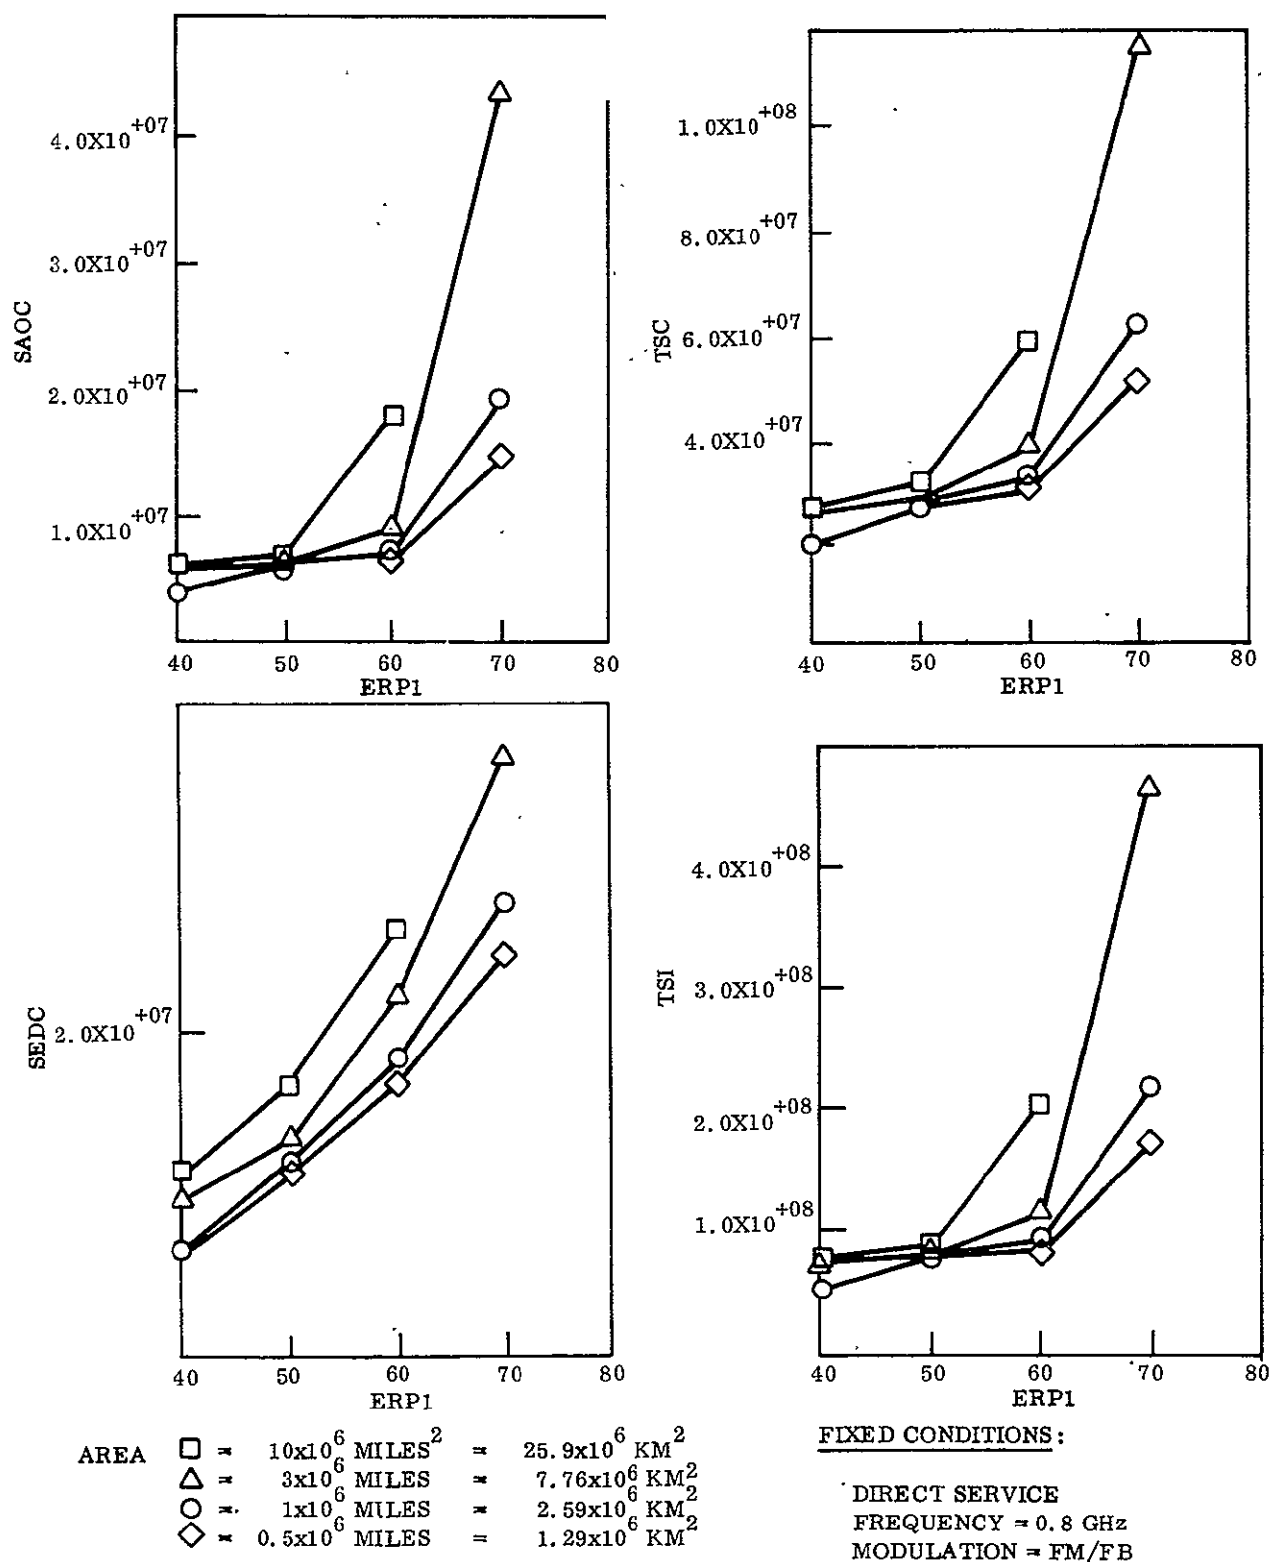 4.0X10+07
3.0X10+07
2.0X10+07
1.0X10+07
SAOC
40 50 60 70 80
ERP1
1.0X10+08
8.0X10+07
6.0X10+07
4.0X10+07
TSC
40 50 60 70 80
ERP1
2.0X10+07
SEDC
40 50 60 70 80
ERP1
4.0X10+08
3.0X10+08
2.0X10+08
1.0X10+08
TSI
40 50 60 70 80
ERP1
AREA □ = 10x10^6 MILES^2 = 25.9x10^6 KM^2
△ = 3x10^6 MILES = 7.76x10^6 KM^2
○ = 1x10^6 MILES = 2.59x10^6 KM^2
◇ = 0.5x10^6 MILES = 1.29x10^6 KM^2
FIXED CONDITIONS:
DIRECT SERVICE
FREQUENCY = 0.8 GHz
MODULATION = FM/FB